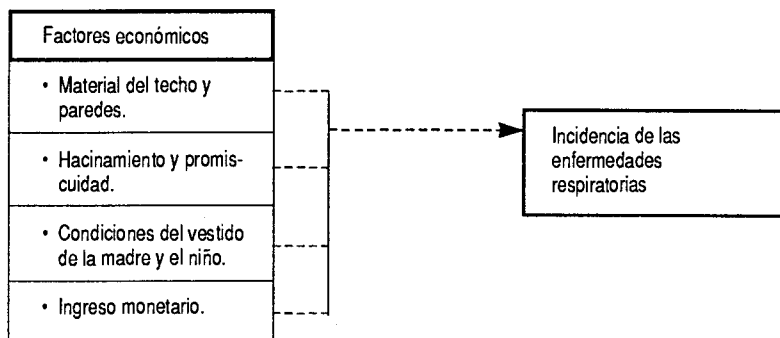 Factores económicos
• Material del techo y
paredes.
• Hacinamiento y promis-
cuidad.
• Condiciones del vestido
de la madre y el niño.
• Ingreso monetario.
Incidencia de las
enfermedades
respiratorias